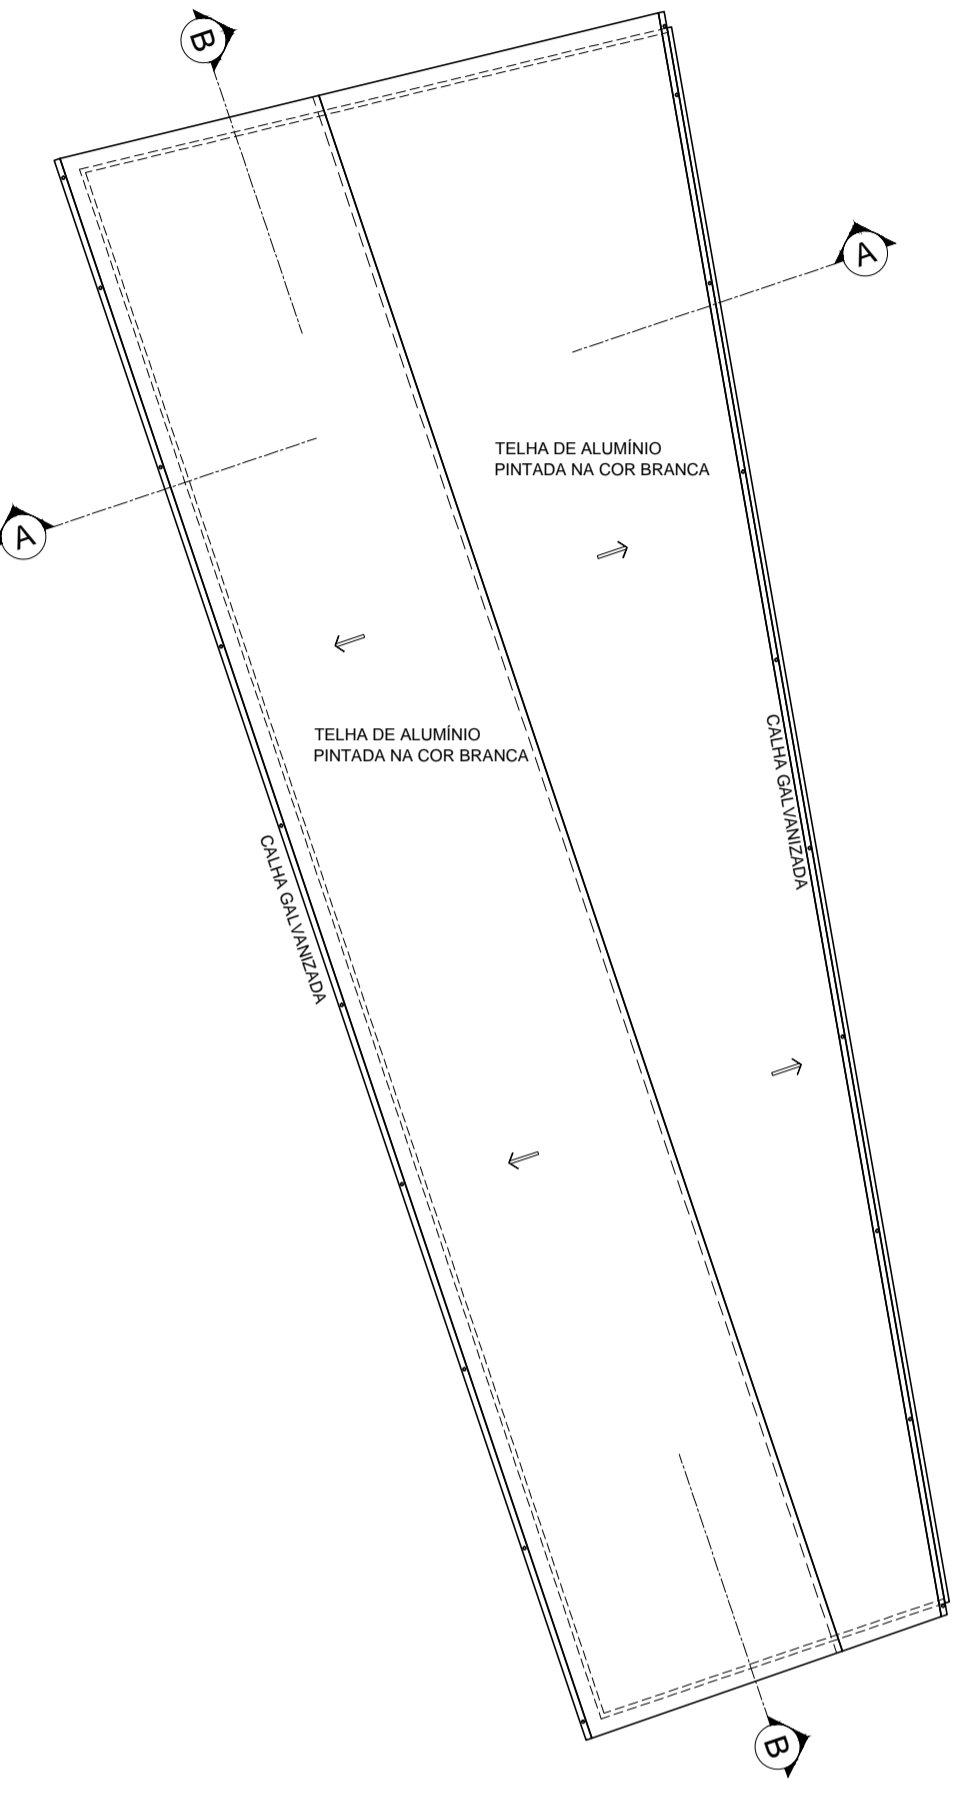 B
A
TELHA DE ALUMÍNIO
PINTADA NA COR BRANCA
A
TELHA DE ALUMÍNIO
PINTADA NA COR BRANCA
CALHA GALVANIZADA
CALHA GALVANIZADA
B